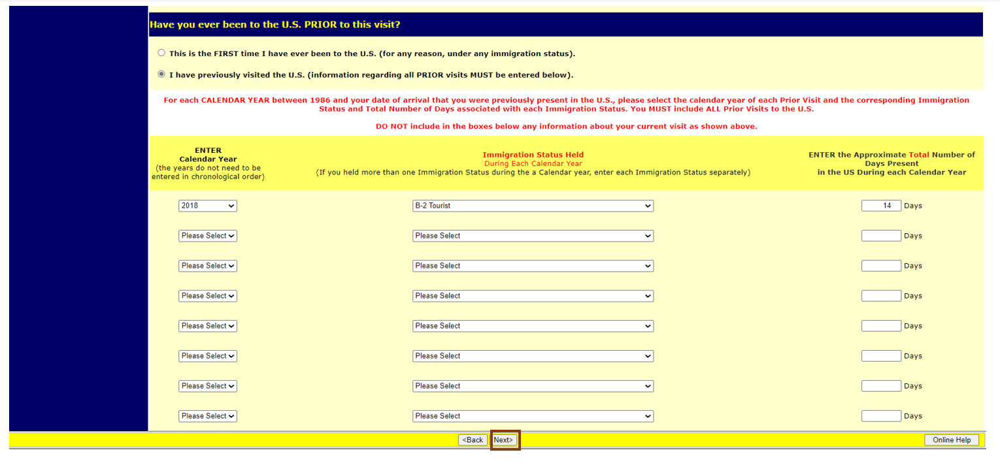 Have you ever been to the U.S. PRIOR to this visit?
This is the FIRST time I have ever been to the U.S. (for any reason, under any immigration status).
I have previously visited the U.S. (information regarding all PRIOR visits MUST be entered below).
For each CALENDAR YEAR between 1986 and your date of arrival that you were previously present in the U.S., please select the calendar year of each Prior Visit and the corresponding Immigration
Status and Total Number of Days associated with each Immigration Status. You MUST include ALL Prior Visits to the U.S.
DO NOT include in the boxes below any information about your current visit as shown above.
ENTER
Calendar Year
(the years do not need to be
entered in chronological order)
Immigration Status Held
During Each Calendar Year
(If you held more than one Immigration Status during the a Calendar year, enter each Immigration Status separately)
ENTER the Approximate Total Number of
Days Present
in the US During each Calendar Year
2018 B-2 Tourist 14 Days
Please Select Please Select Days
Please Select Please Select Days
Please Select Please Select Days
Please Select Please Select Days
Please Select Please Select Days
Please Select Please Select Days
Please Select Please Select Days
<Back Next> Online Help